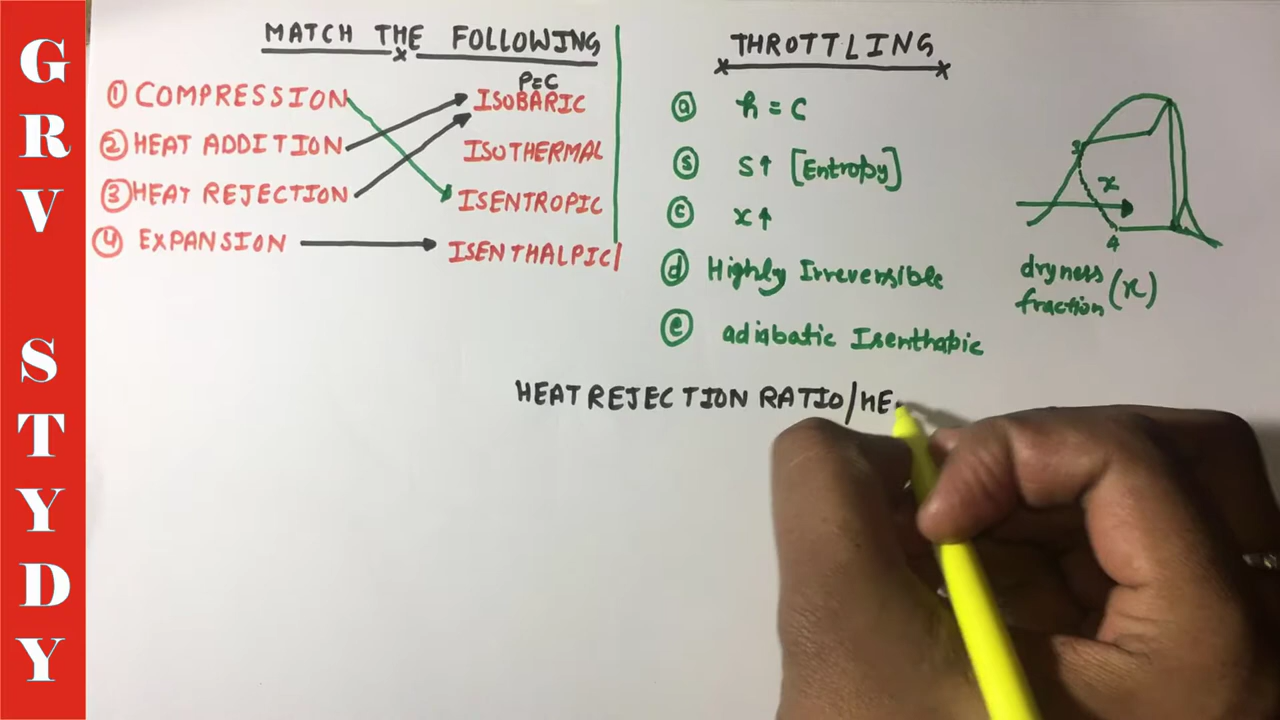 GRV STYDY
MATCH THE FOLLOWING
P=C
① COMPRESSION
② HEAT ADDITION
③ HEAT REJECTION
④ EXPANSION
ISOBARIC
ISOTHERMAL
ISENTROPIC
ISENTHALPIC
THROTTLING
ⓐ h = C
ⓢ S↑ [Entropy]
ⓒ x↑
ⓓ Highly Irreversible
ⓔ adiabatic Isenthapic
3
x
4
dryness
fraction (x)
HEAT REJECTION RATIO/HE